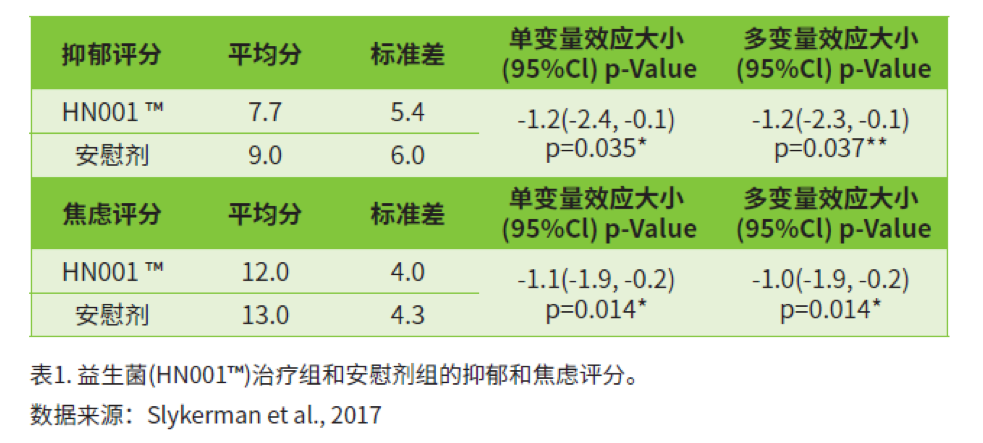 抑郁评分 平均分 标准差 单变量效应大小 (95%Cl) p-Value 多变量效应大小 (95%Cl) p-Value
HN001™ 7.7 5.4 -1.2(-2.4, -0.1) p=0.035* -1.2(-2.3, -0.1) p=0.037**
安慰剂 9.0 6.0
焦虑评分 平均分 标准差 单变量效应大小 (95%Cl) p-Value 多变量效应大小 (95%Cl) p-Value
HN001™ 12.0 4.0 -1.1(-1.9, -0.2) p=0.014* -1.0(-1.9, -0.2) p=0.014*
安慰剂 13.0 4.3
表1. 益生菌(HN001™)治疗组和安慰剂组的抑郁和焦虑评分。
数据来源：Slykerman et al., 2017